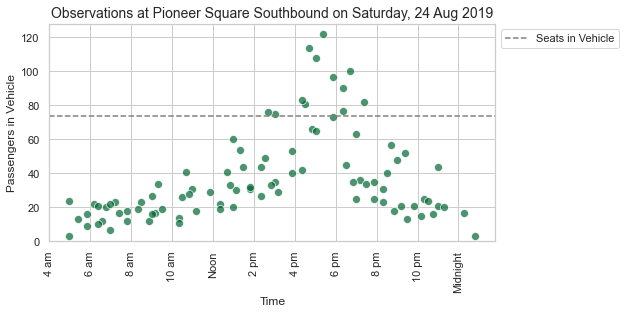 Observations at Pioneer Square Southbound on Saturday, 24 Aug 2019
Seats in Vehicle
Passengers in Vehicle
120
100
80
60
40
20
0
4 am
6 am
8 am
10 am
Noon
2 pm
4 pm
6 pm
8 pm
10 pm
Midnight
Time